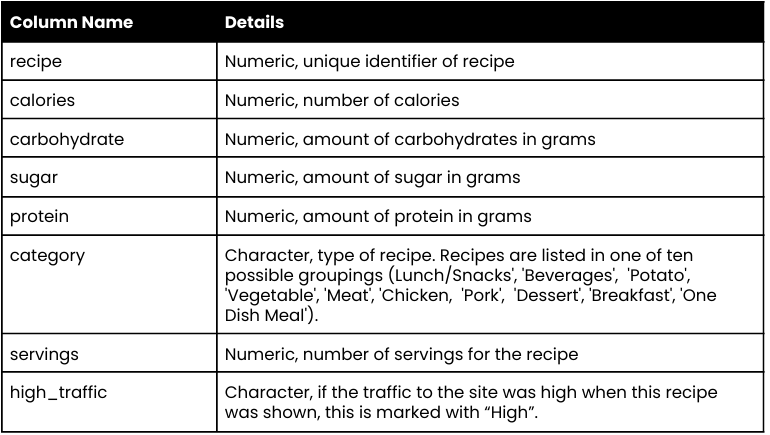 Column Name Details
recipe Numeric, unique identifier of recipe
calories Numeric, number of calories
carbohydrate Numeric, amount of carbohydrates in grams
sugar Numeric, amount of sugar in grams
protein Numeric, amount of protein in grams
category Character, type of recipe. Recipes are listed in one of ten
possible groupings (Lunch/Snacks', 'Beverages', 'Potato',
'Vegetable', 'Meat', 'Chicken, 'Pork', 'Dessert', 'Breakfast', 'One
Dish Meal').
servings Numeric, number of servings for the recipe
high_traffic Character, if the traffic to the site was high when this recipe
was shown, this is marked with “High”.